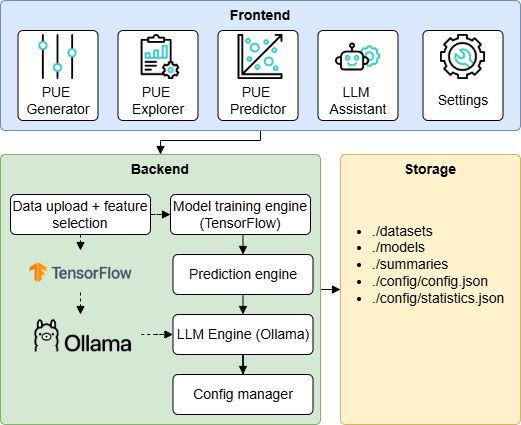 Frontend
PUE
Generator
PUE
Explorer
PUE
Predictor
LLM
Assistant
Settings
Backend
Data upload + feature
selection
Model training engine
(TensorFlow)
TensorFlow
Prediction engine
Ollama
LLM Engine (Ollama)
Config manager
Storage
./datasets
./models
./summaries
./config/config.json
./config/statistics.json